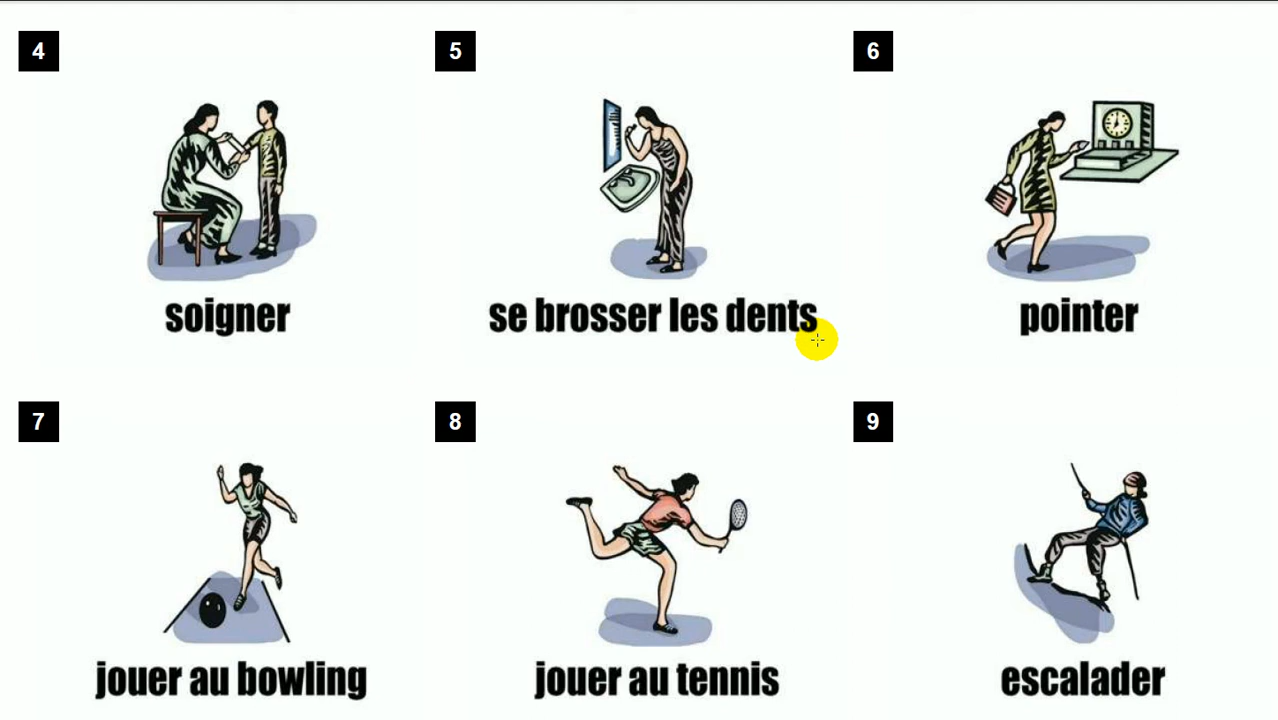 4
soigner
5
se brosser les dents
6
pointer
7
jouer au bowling
8
jouer au tennis
9
escalader